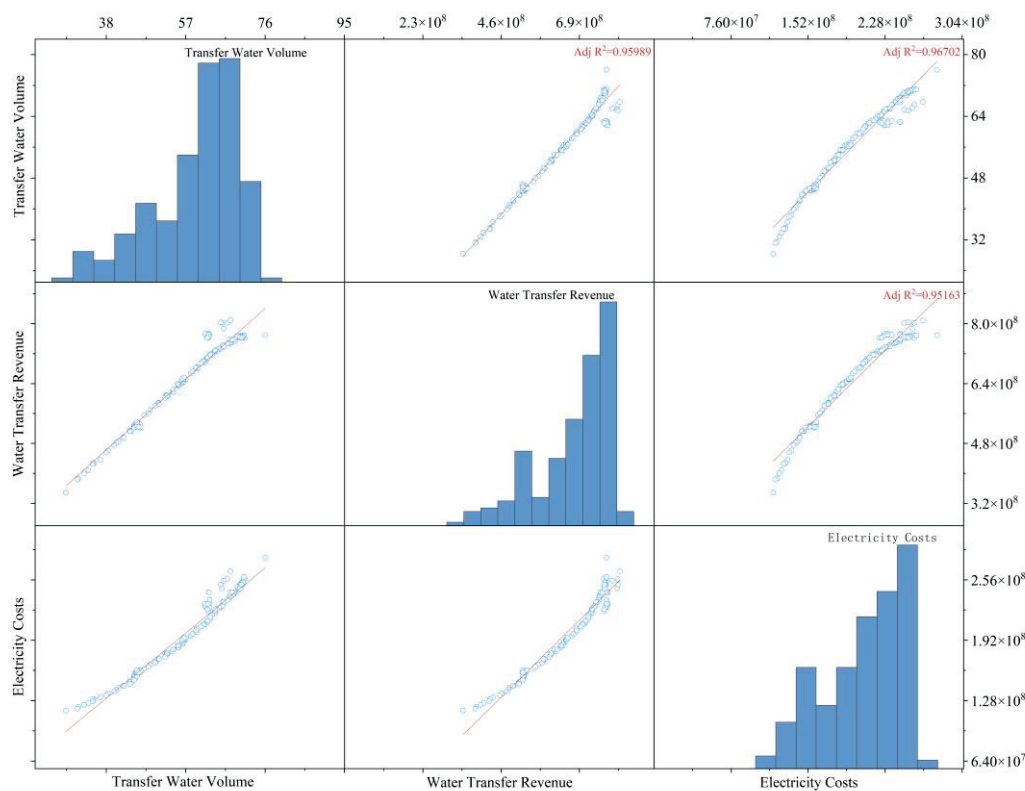 38 57 76 95 2.3×10⁸ 4.6×10⁸ 6.9×10⁸ 7.60×10⁷ 1.52×10⁸ 2.28×10⁸ 3.04×10⁸
Transfer Water Volume
Adj R²=0.95989
Adj R²=0.96702
Transfer Water Volume
80
64
48
32
Water Transfer Revenue
Adj R²=0.95163
Water Transfer Revenue
8.0×10⁸
6.4×10⁸
4.8×10⁸
3.2×10⁸
Electricity Costs
Electricity Costs
2.56×10⁸
1.92×10⁸
1.28×10⁸
6.40×10⁷
Transfer Water Volume Water Transfer Revenue Electricity Costs